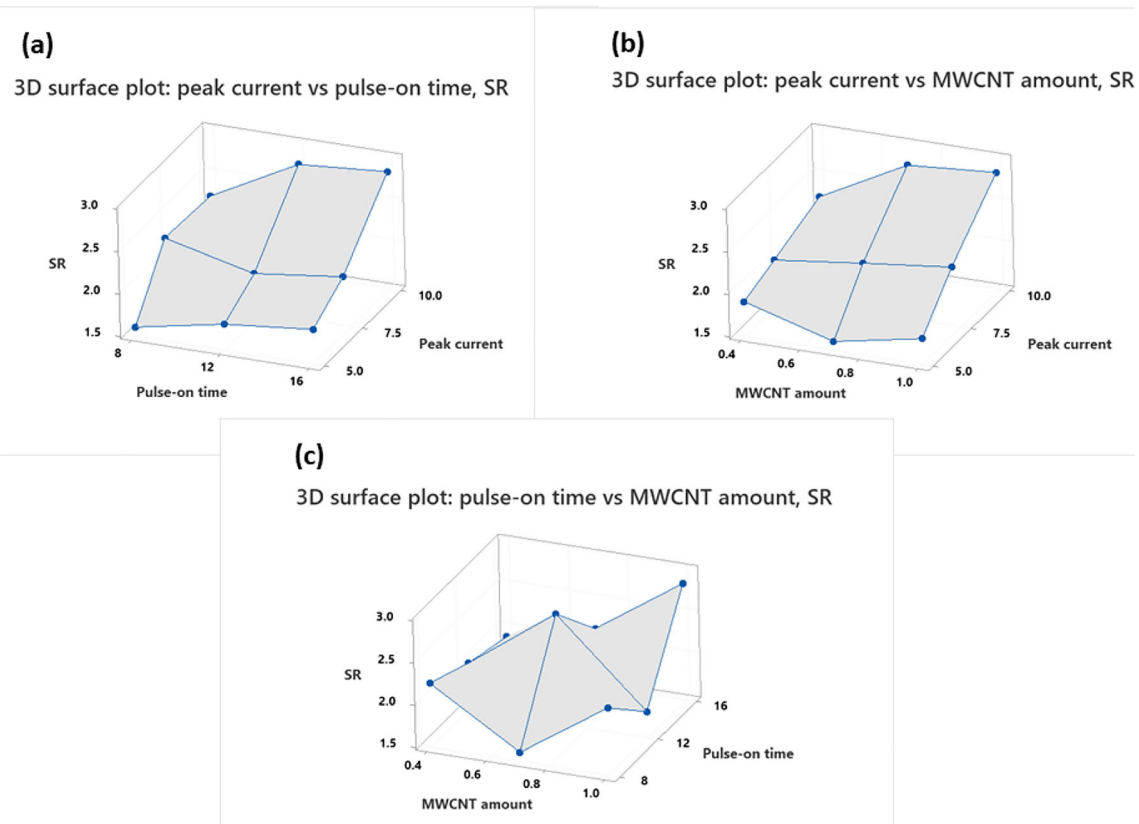 (a)
3D surface plot: peak current vs pulse-on time, SR
3.0
2.5
SR
2.0
1.5
8
12
16
Pulse-on time
10.0
7.5
Peak current
5.0
(b)
3D surface plot: peak current vs MWCNT amount, SR
3.0
2.5
SR
2.0
1.5
0.4
0.6
0.8
1.0
MWCNT amount
10.0
7.5
Peak current
5.0
(c)
3D surface plot: pulse-on time vs MWCNT amount, SR
3.0
2.5
SR
2.0
1.5
0.4
0.6
0.8
1.0
MWCNT amount
16
12
Pulse-on time
8